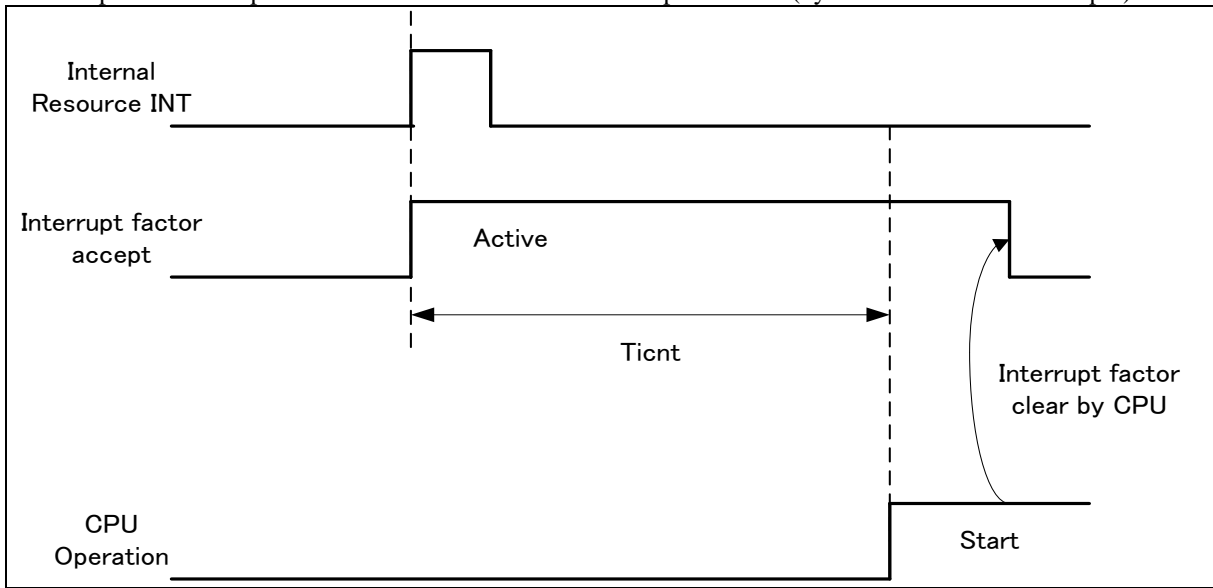 Internal
Resource INT
Interrupt factor
accept
Active
Ticnt
Interrupt factor
clear by CPU
CPU
Operation
Start